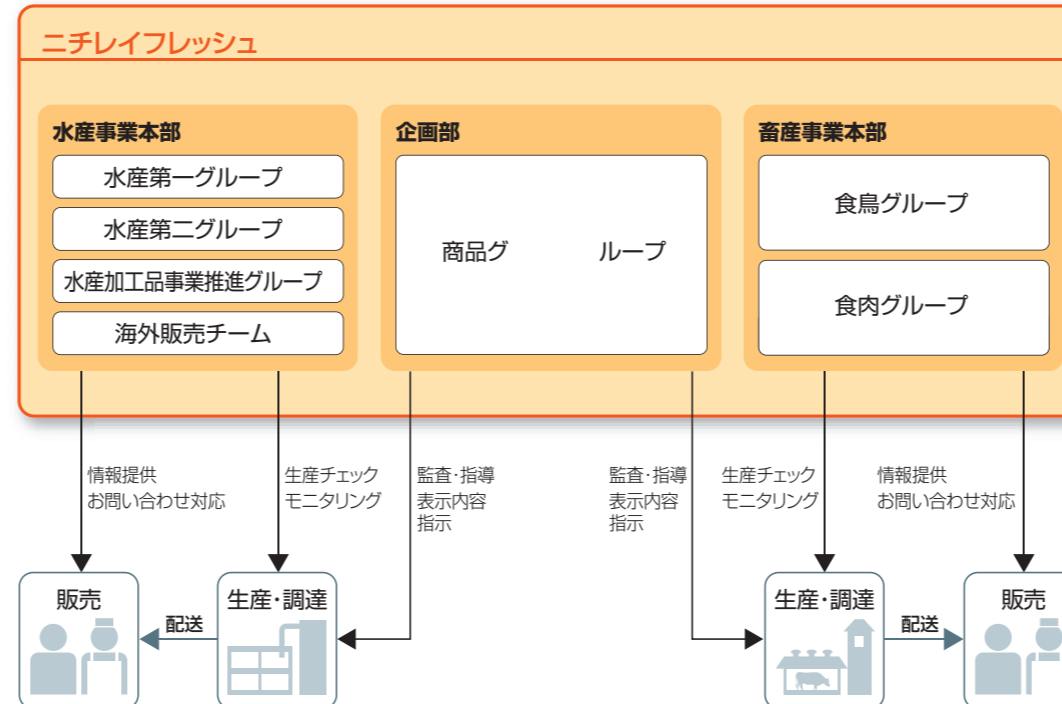 ニチレイフレッシュ
水産事業本部
水産第一グループ
水産第二グループ
水産加工品事業推進グループ
海外販売チーム
企画部
商品グ　　　ループ
畜産事業本部
食鳥グループ
食肉グループ
情報提供
お問い合わせ対応
生産チェック
モニタリング
監査・指導
表示内容
指示
監査・指導
表示内容
指示
生産チェック
モニタリング
情報提供
お問い合わせ対応
販売
配送
生産・調達
生産・調達
配送
販売